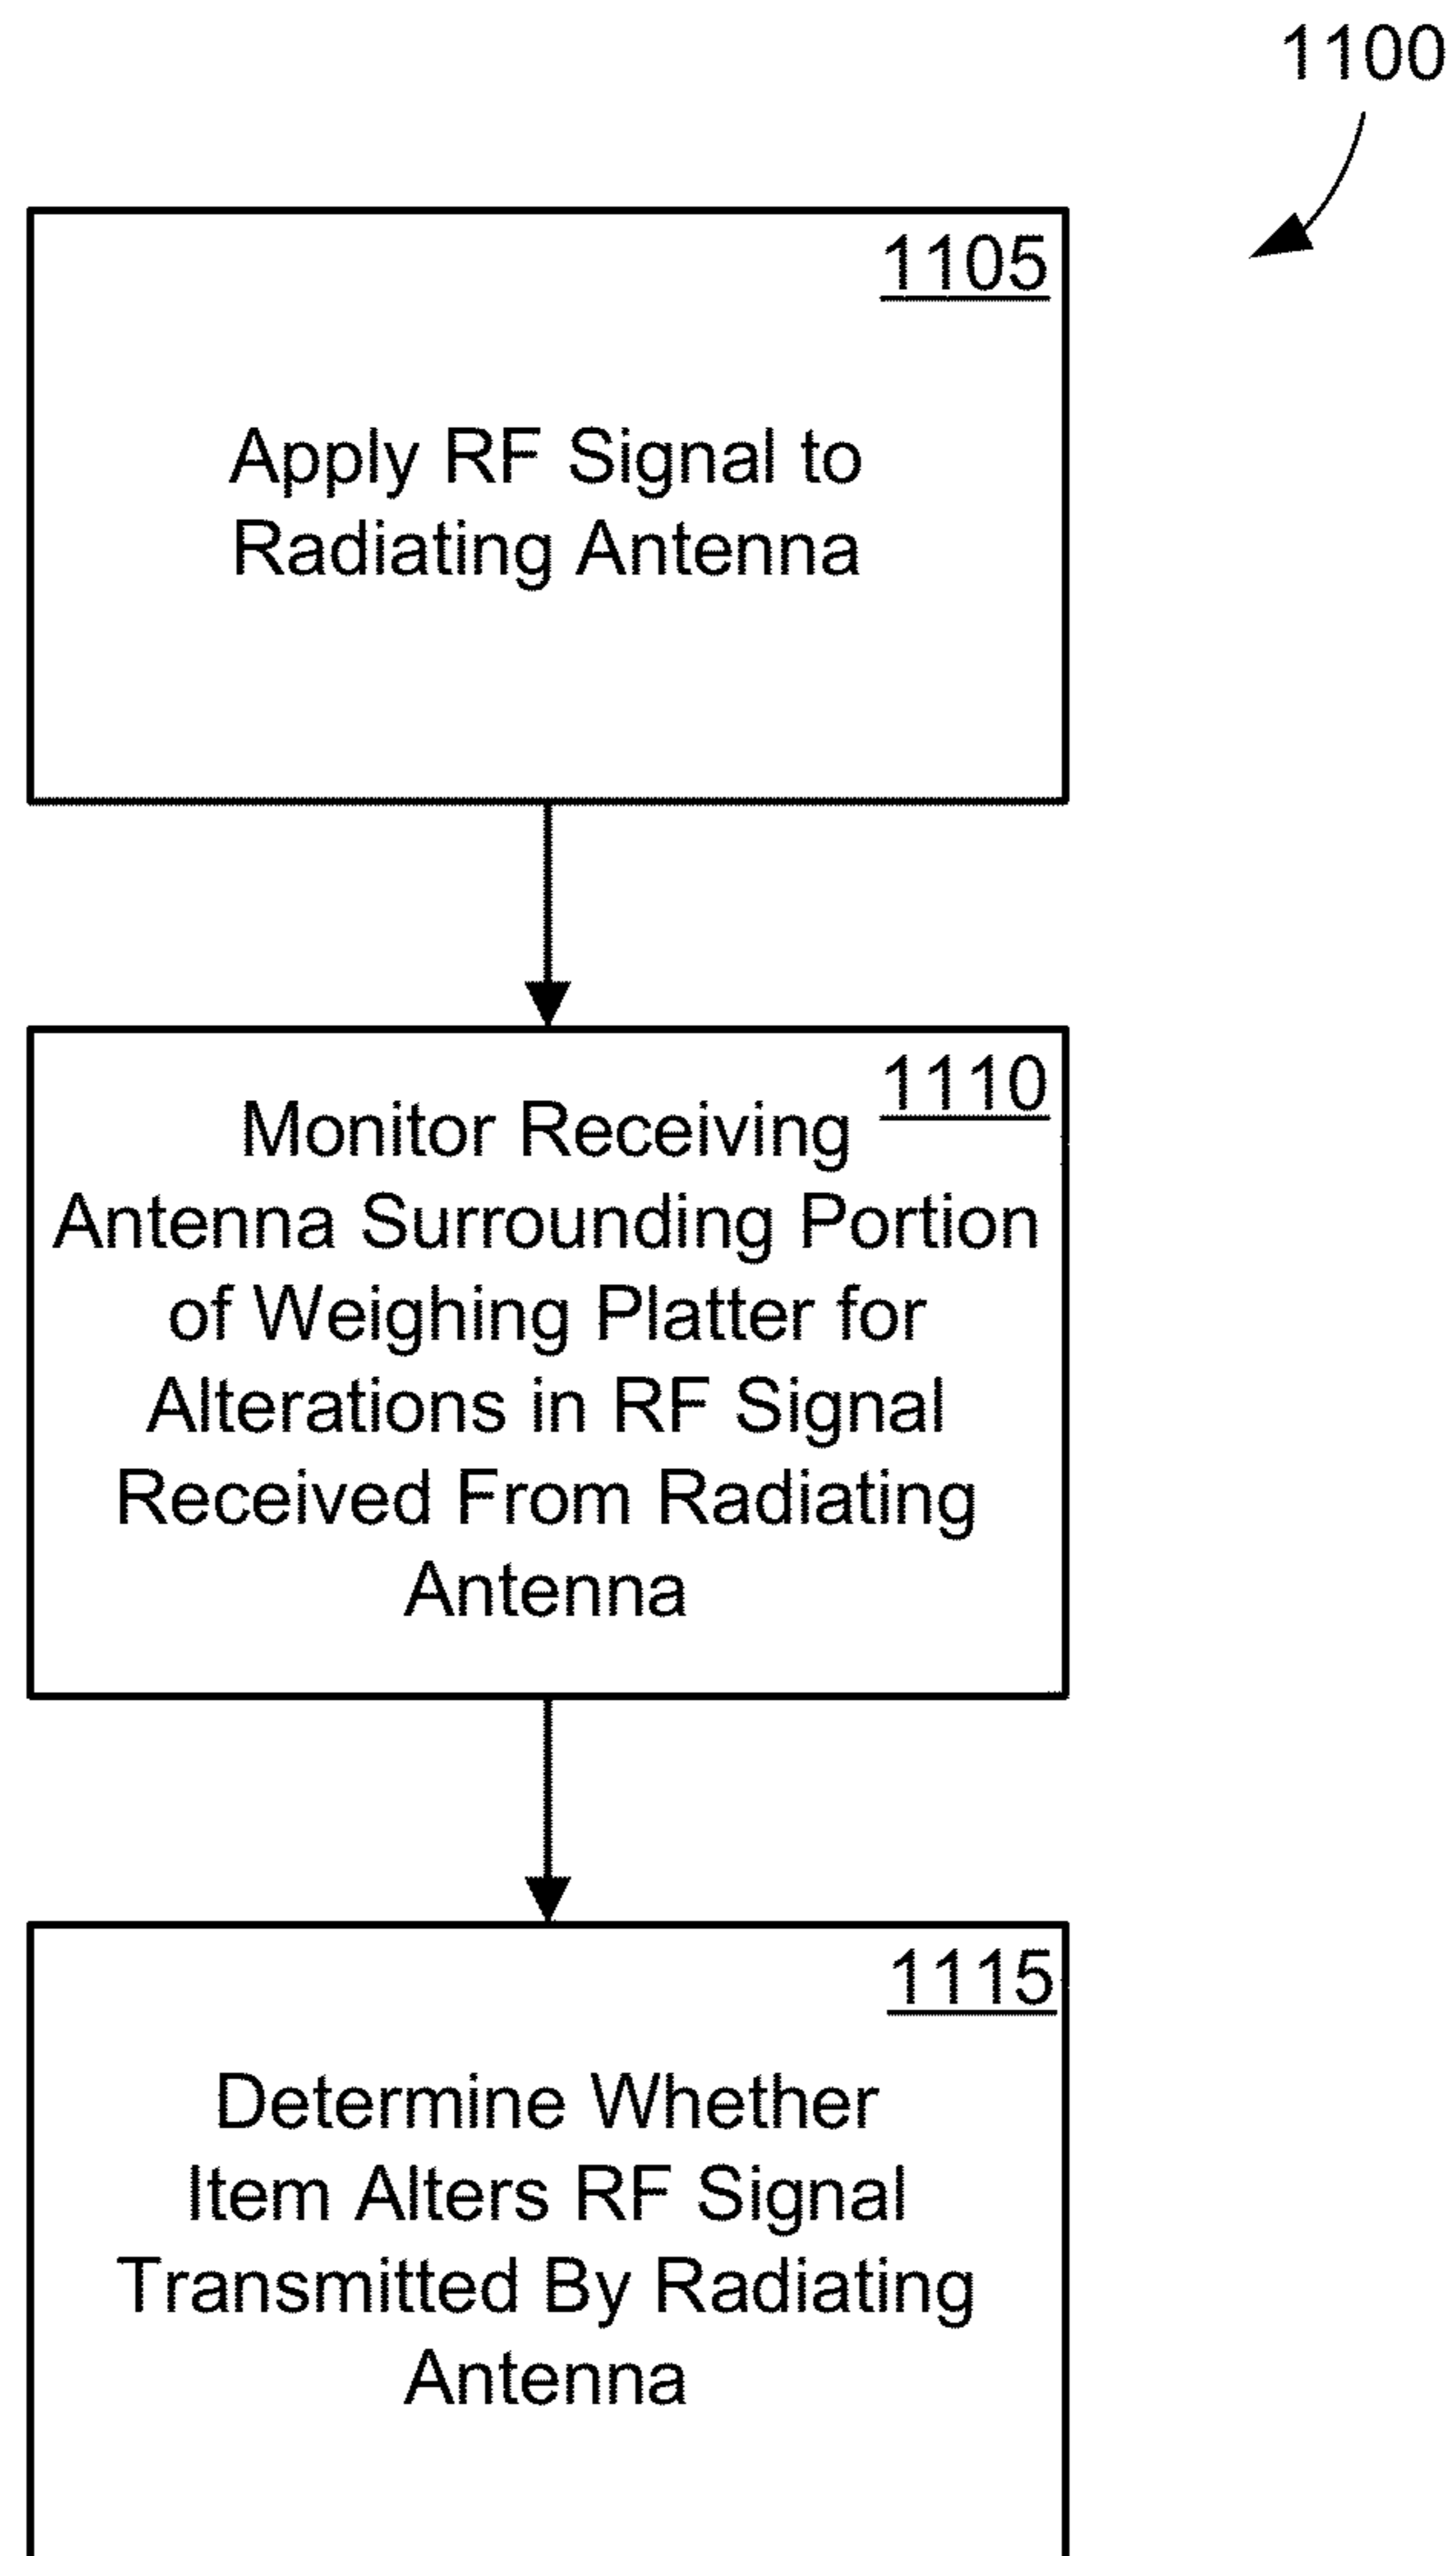 1100
1105
Apply RF Signal to
Radiating Antenna
1110
Monitor Receiving
Antenna Surrounding Portion
of Weighing Platter for
Alterations in RF Signal
Received From Radiating
Antenna
1115
Determine Whether
Item Alters RF Signal
Transmitted By Radiating
Antenna